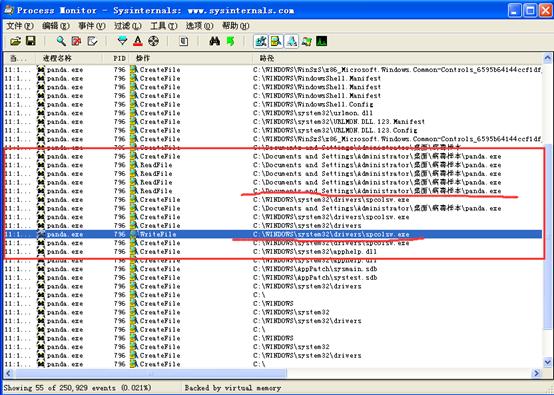 Process Monitor - Sysinternals: www.sysinternals.com
文件(F) 编辑(E) 事件(V) 过滤(L) 工具(T) 选项(O) 帮助(H)
当... 进程名称 PID 操作 路径
11:1... panda.exe 796 CreateFile C:\WINDOWS\WinSxS\x86_Microsoft.Windows.Common-Controls_6595b64144ccf1df
11:1... panda.exe 796 CreateFile C:\WINDOWS\WindowsShell.Manifest
11:1... panda.exe 796 CreateFile C:\WINDOWS\WindowsShell.Manifest
11:1... panda.exe 796 CreateFile C:\WINDOWS\WindowsShell.Manifest
11:1... panda.exe 796 CreateFile C:\WINDOWS\WindowsShell.Config
11:1... panda.exe 796 CreateFile C:\WINDOWS\system32\urlmon.dll
11:1... panda.exe 796 CreateFile C:\WINDOWS\system32\URLMON.DLL.123.Manifest
11:1... panda.exe 796 CreateFile C:\WINDOWS\system32\URLMON.DLL.123.Config
11:1... panda.exe 796 CreateFile C:\WINDOWS\WinSxS\x86_Microsoft.Windows.Common-Controls_6595b64144ccf1df
11:1... panda.exe 796 CreateFile C:\Documents and Settings\Administrator\桌面\病毒样本
11:1... panda.exe 796 CreateFile C:\Documents and Settings\Administrator\桌面\病毒样本\panda.exe
11:1... panda.exe 796 ReadFile C:\Documents and Settings\Administrator\桌面\病毒样本\panda.exe
11:1... panda.exe 796 ReadFile C:\Documents and Settings\Administrator\桌面\病毒样本\panda.exe
11:1... panda.exe 796 ReadFile C:\Documents and Settings\Administrator\桌面\病毒样本\panda.exe
11:1... panda.exe 796 ReadFile C:\Documents and Settings\Administrator\桌面\病毒样本\panda.exe
11:1... panda.exe 796 CreateFile C:\WINDOWS\system32\drivers\spcolsv.exe
11:1... panda.exe 796 CreateFile C:\Documents and Settings\Administrator\桌面\病毒样本\panda.exe
11:1... panda.exe 796 CreateFile C:\WINDOWS\system32\drivers\spcolsv.exe
11:1... panda.exe 796 CreateFile C:\WINDOWS\system32\drivers
11:1... panda.exe 796 WriteFile C:\WINDOWS\system32\drivers\spcolsv.exe
11:1... panda.exe 796 CreateFile C:\WINDOWS\system32\drivers\spcolsv.exe
11:1... panda.exe 796 CreateFile C:\WINDOWS\system32\apphelp.dll
11:1... panda.exe 796 CreateFile C:\WINDOWS\system32\apphelp.dll
11:1... panda.exe 796 CreateFile C:\WINDOWS\AppPatch\sysmain.sdb
11:1... panda.exe 796 CreateFile C:\WINDOWS\AppPatch\systest.sdb
11:1... panda.exe 796 CreateFile C:\WINDOWS\system32\drivers
11:1... panda.exe 796 CreateFile C:\
11:1... panda.exe 796 CreateFile C:\WINDOWS
11:1... panda.exe 796 CreateFile C:\WINDOWS\system32
11:1... panda.exe 796 CreateFile C:\WINDOWS\system32\drivers
11:1... panda.exe 796 CreateFile C:\
11:1... panda.exe 796 CreateFile C:\WINDOWS
11:1... panda.exe 796 CreateFile C:\WINDOWS\system32
11:1... panda.exe 796 CreateFile C:\WINDOWS\system32\drivers
Showing 55 of 250,929 events (0.021%) Backed by virtual memory